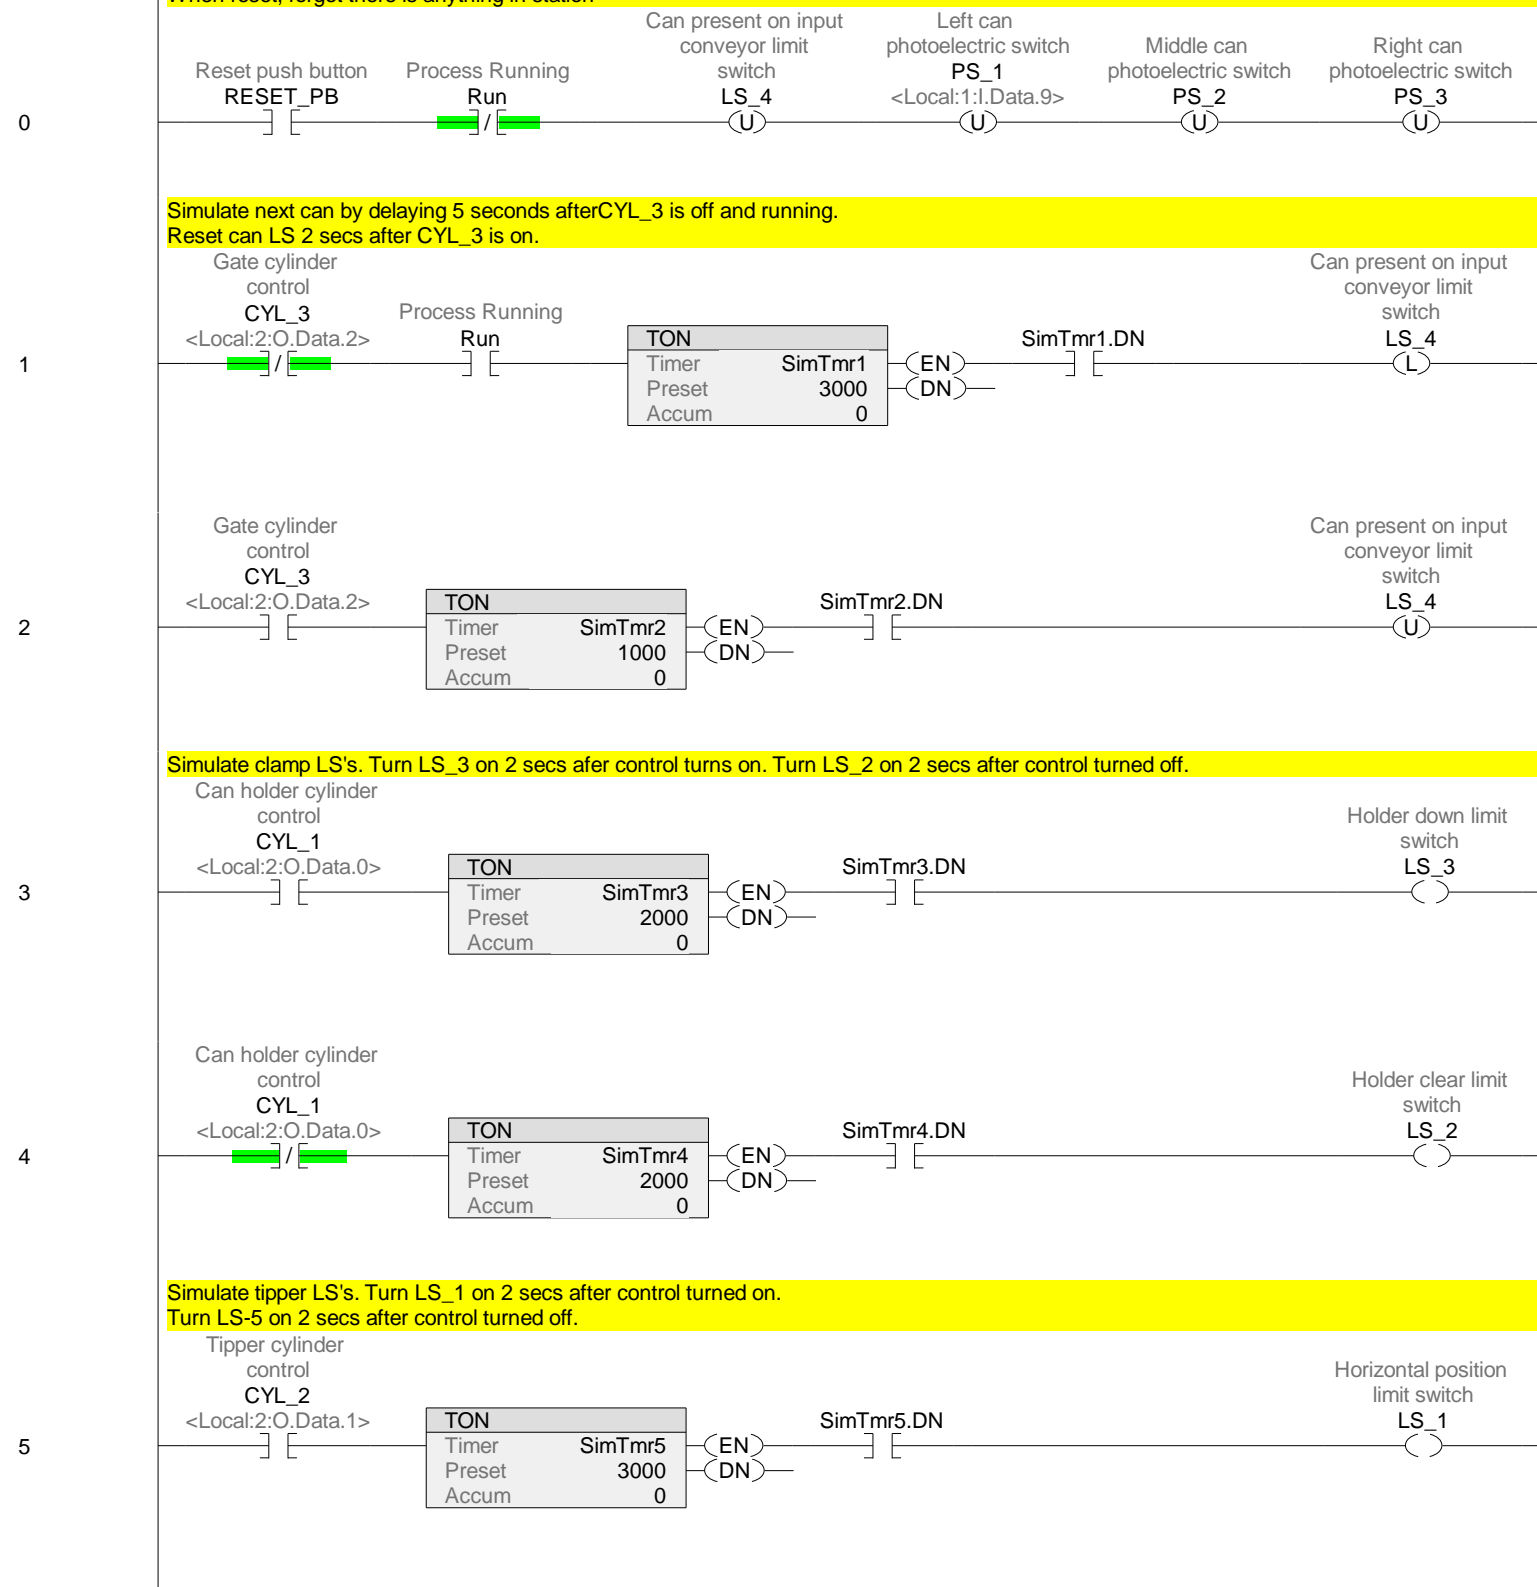 When reset, forget there is anything in station
Reset push button
RESET_PB
Process Running
Run
Can present on input
conveyor limit
switch
LS_4
U
Left can
photoelectric switch
PS_1
<Local:1:I.Data.9>
U
Middle can
photoelectric switch
PS_2
U
Right can
photoelectric switch
PS_3
U
0
Simulate next can by delaying 5 seconds afterCYL_3 is off and running.
Reset can LS 2 secs after CYL_3 is on.
Gate cylinder
control
CYL_3
<Local:2:O.Data.2>
Process Running
Run
TON
Timer SimTmr1
Preset 3000
Accum 0
EN
DN
SimTmr1.DN
Can present on input
conveyor limit
switch
LS_4
L
1
Gate cylinder
control
CYL_3
<Local:2:O.Data.2>
TON
Timer SimTmr2
Preset 1000
Accum 0
EN
DN
SimTmr2.DN
Can present on input
conveyor limit
switch
LS_4
U
2
Simulate clamp LS's. Turn LS_3 on 2 secs afer control turns on. Turn LS_2 on 2 secs after control turned off.
Can holder cylinder
control
CYL_1
<Local:2:O.Data.0>
TON
Timer SimTmr3
Preset 2000
Accum 0
EN
DN
SimTmr3.DN
Holder down limit
switch
LS_3
3
Can holder cylinder
control
CYL_1
<Local:2:O.Data.0>
TON
Timer SimTmr4
Preset 2000
Accum 0
EN
DN
SimTmr4.DN
Holder clear limit
switch
LS_2
4
Simulate tipper LS's. Turn LS_1 on 2 secs after control turned on.
Turn LS-5 on 2 secs after control turned off.
Tipper cylinder
control
CYL_2
<Local:2:O.Data.1>
TON
Timer SimTmr5
Preset 3000
Accum 0
EN
DN
SimTmr5.DN
Horizontal position
limit switch
LS_1
5